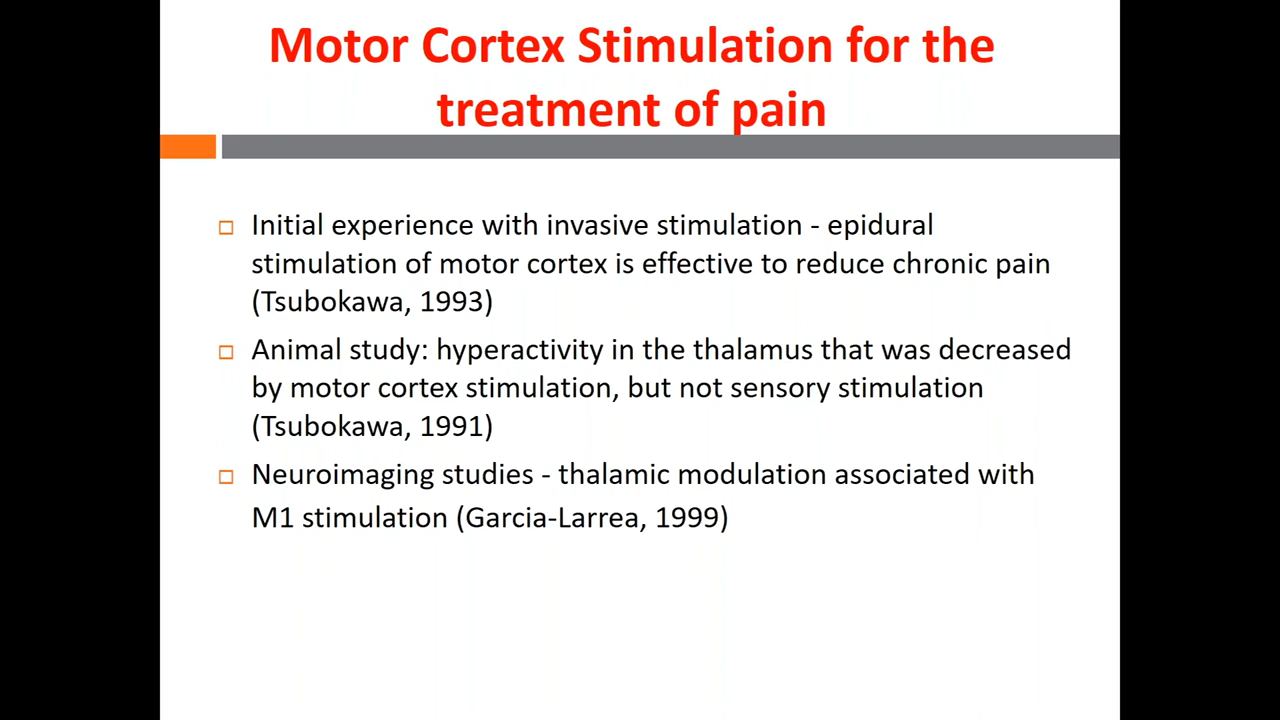 Motor Cortex Stimulation for the
treatment of pain
Initial experience with invasive stimulation - epidural
stimulation of motor cortex is effective to reduce chronic pain
(Tsubokawa, 1993)
Animal study: hyperactivity in the thalamus that was decreased
by motor cortex stimulation, but not sensory stimulation
(Tsubokawa, 1991)
Neuroimaging studies - thalamic modulation associated with
M1 stimulation (Garcia-Larrea, 1999)